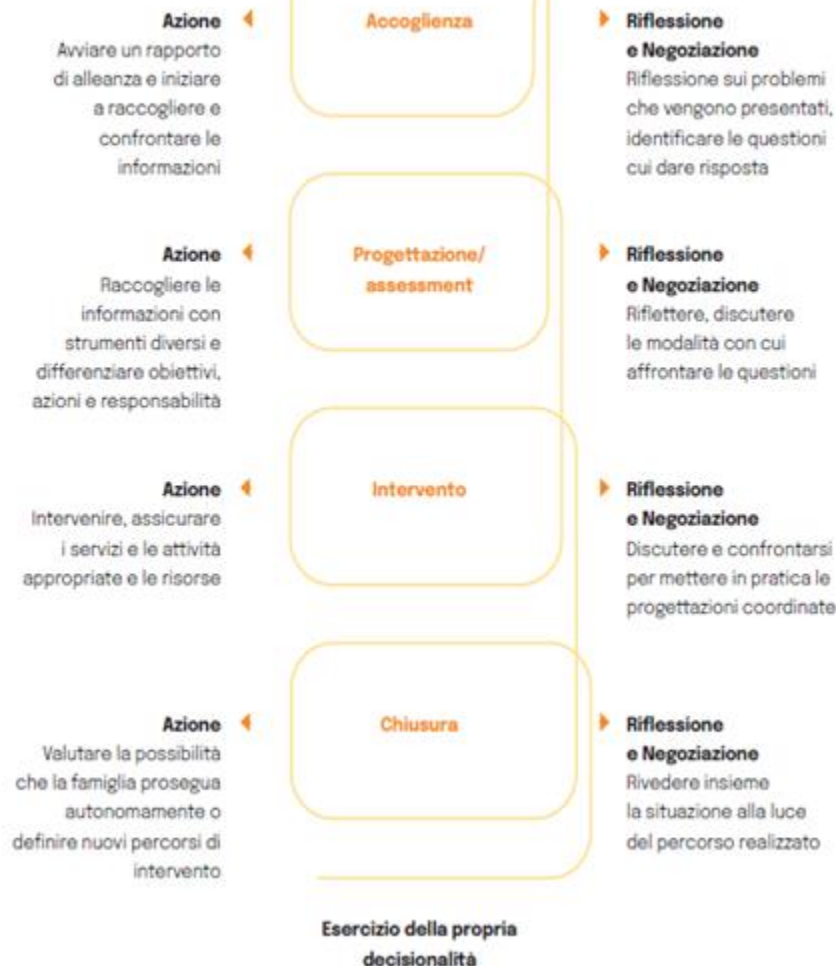 Azione
Avviare un rapporto
di alleanza e iniziare
a raccogliere e
confrontare le
informazioni
Accoglienza
Riflessione
e Negoziazione
Riflessione sui problemi
che vengono presentati,
identificare le questioni
cui dare risposta
Azione
Raccogliere le
informazioni con
strumenti diversi e
differenziare obiettivi,
azioni e responsabilità
Progettazione/
assessment
Riflessione
e Negoziazione
Riflettere, discutere
le modalità con cui
affrontare le questioni
Azione
Intervenire, assicurare
i servizi e le attività
appropriate e le risorse
Intervento
Riflessione
e Negoziazione
Discutere e confrontarsi
per mettere in pratica le
progettazioni coordinate
Azione
Valutare la possibilità
che la famiglia prosegua
autonomamente o
definire nuovi percorsi di
intervento
Chiusura
Riflessione
e Negoziazione
Rivedere insieme
la situazione alla luce
del percorso realizzato
Esercizio della propria
decisionalità